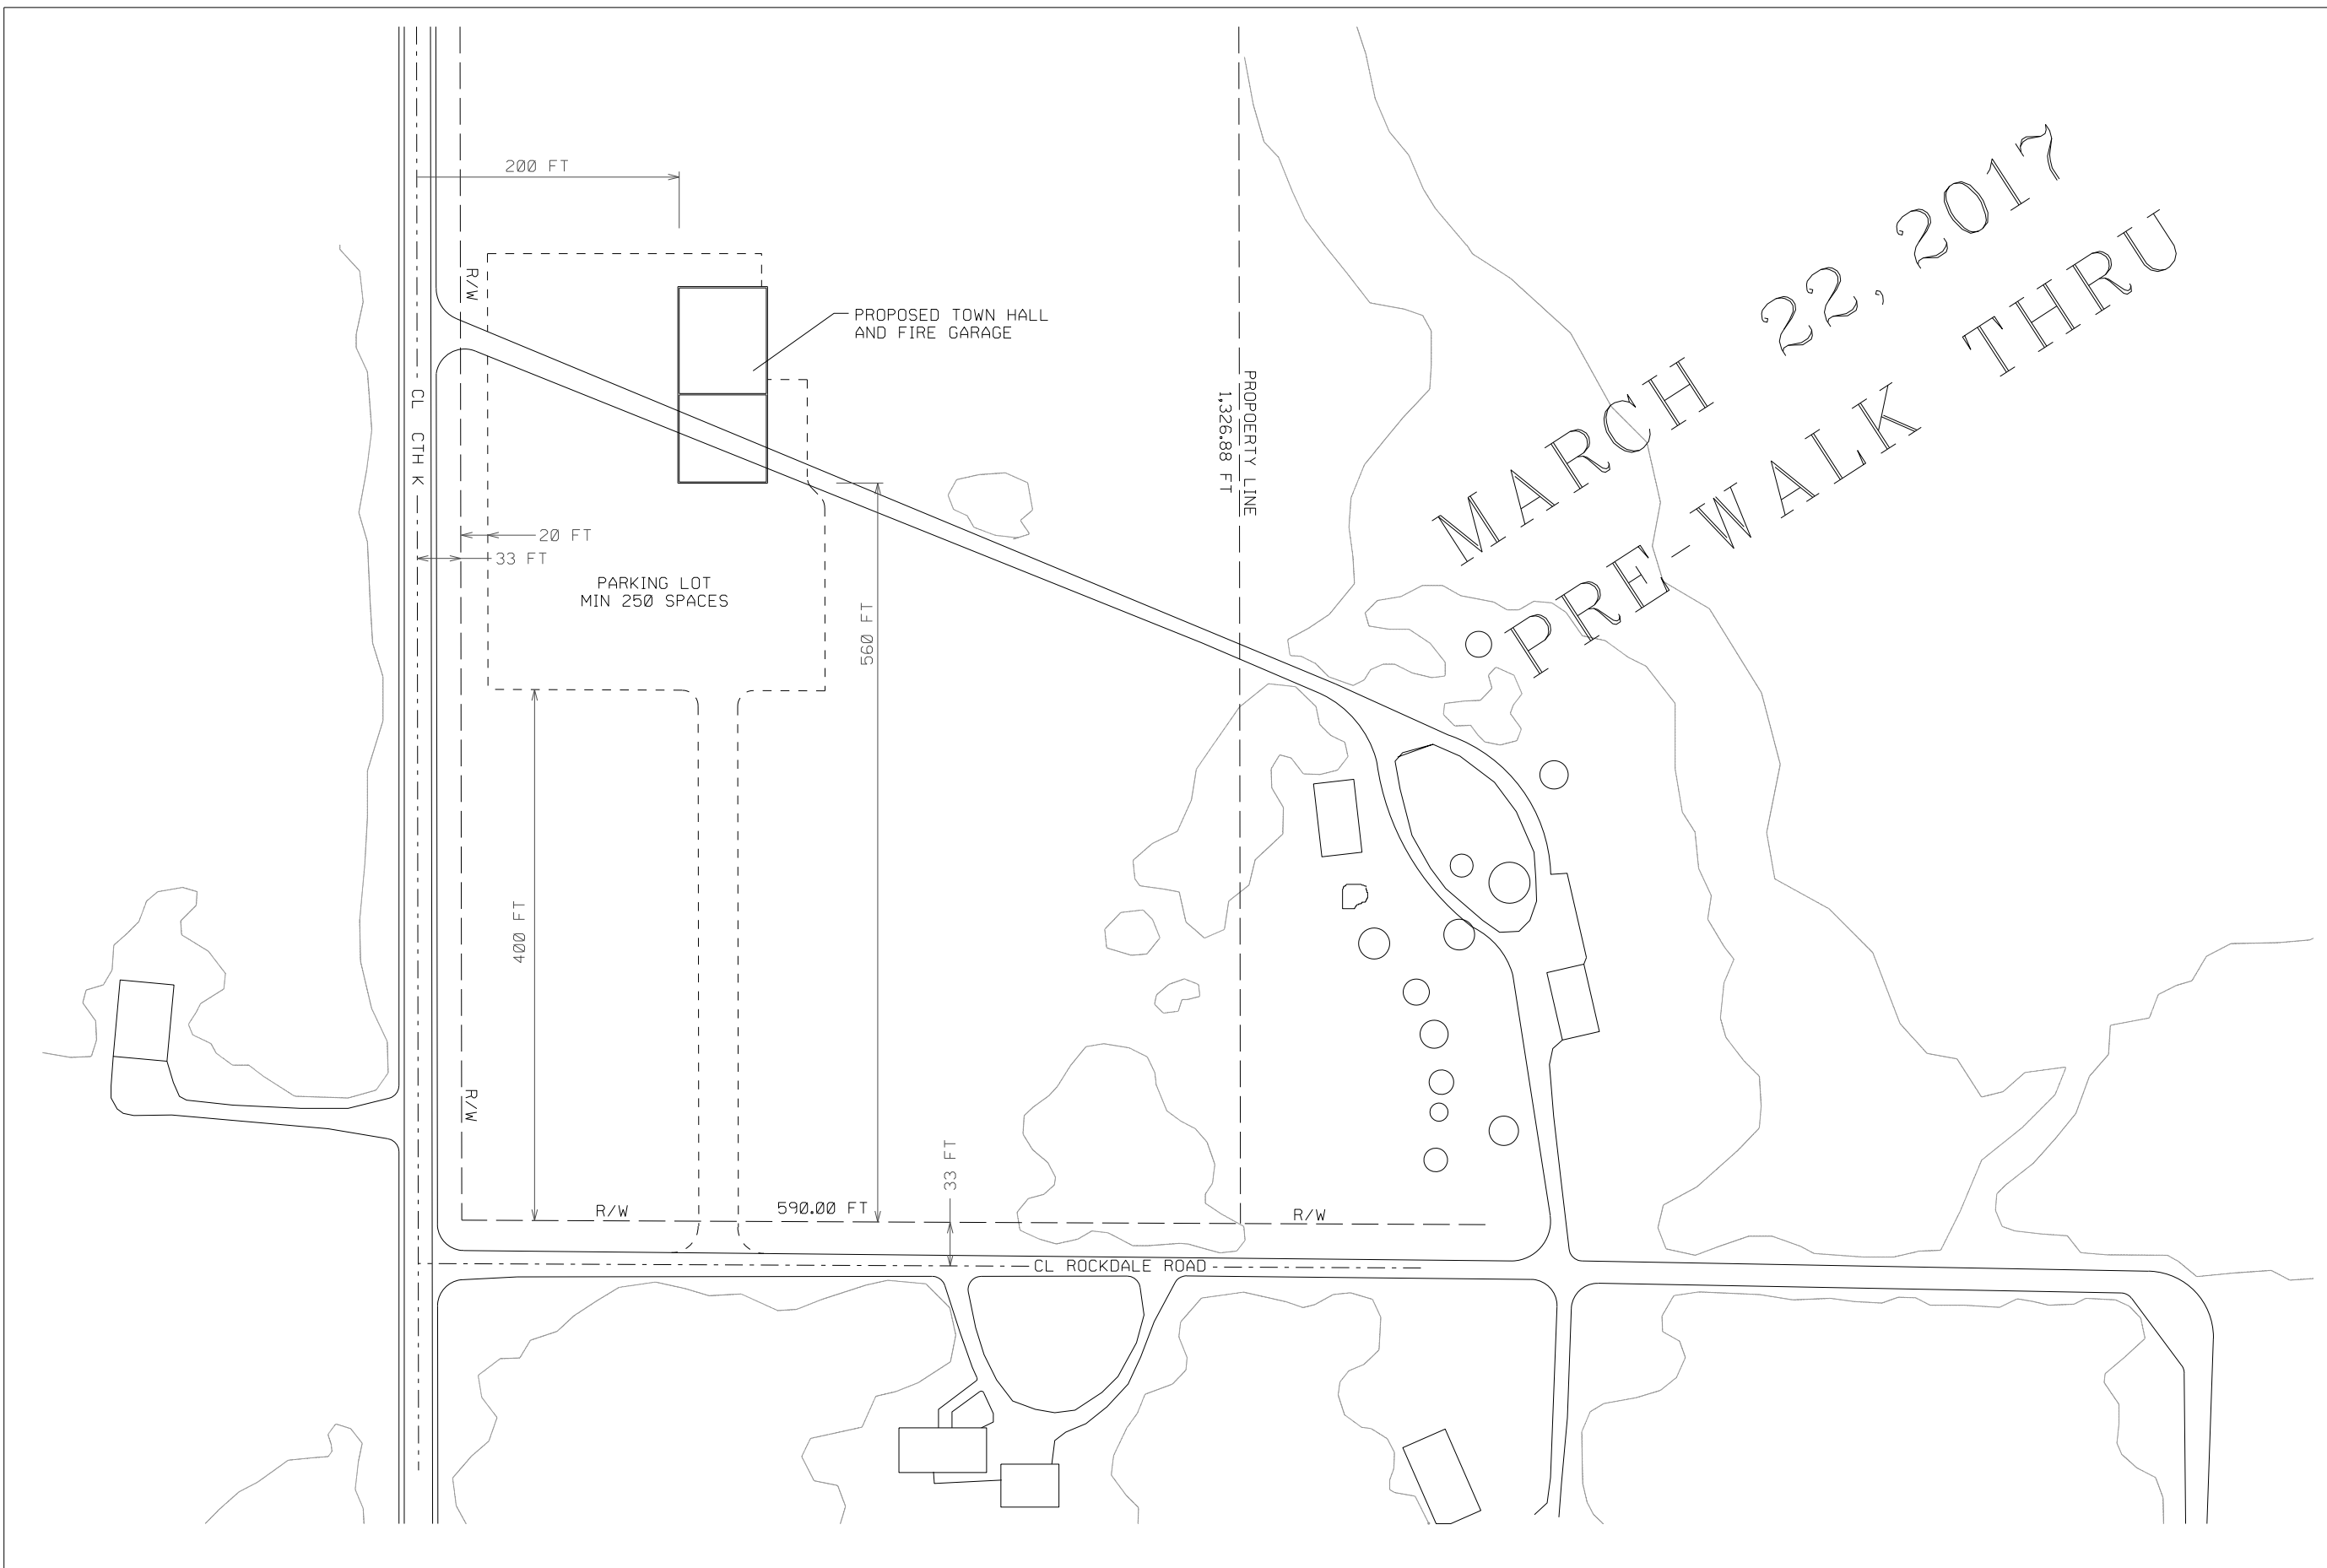 200 FT
MARCH 22, 2017
PRE-WALK THRU
R/W
PROPOSED TOWN HALL
AND FIRE GARAGE
CL CTH K
PROPOERTY LINE
1,326.88 FT
20 FT
33 FT
PARKING LOT
MIN 250 SPACES
560 FT
400 FT
R/W
33 FT
R/W
590.00 FT
R/W
CL ROCKDALE ROAD